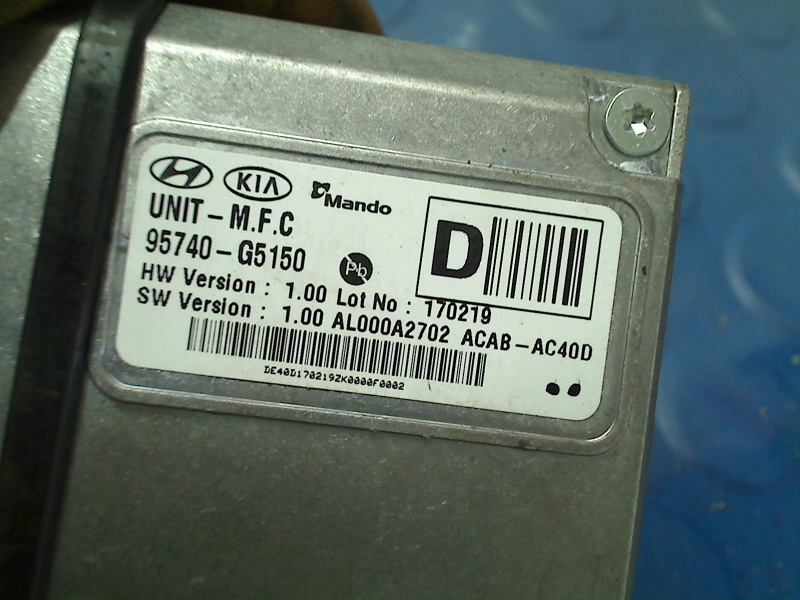 KIA Mando
UNIT-M.F.C
D
95740-G5150
Pb
HW Version : 1.00 Lot No : 170219
SW Version : 1.00 AL000A2702 ACAB-AC40D
DE40D170219ZK0000F0002